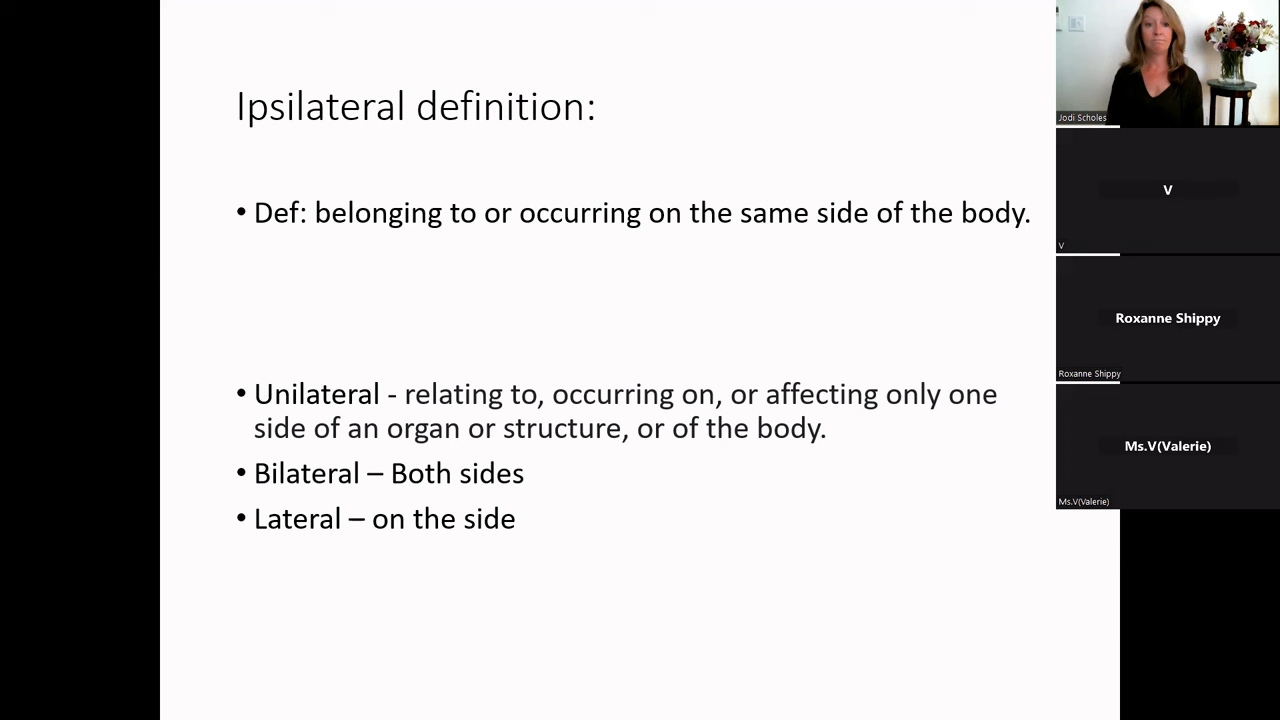 Ipsilateral definition:
• Def: belonging to or occurring on the same side of the body.
• Unilateral - relating to, occurring on, or affecting only one
side of an organ or structure, or of the body.
• Bilateral – Both sides
• Lateral – on the side
Jodi Scholes
V
V
Roxanne Shippy
Roxanne Shippy
Ms.V(Valerie)
Ms.V(Valerie)